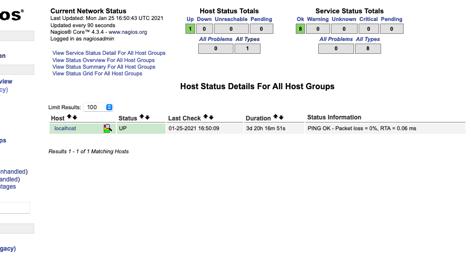 os®
Current Network Status
Last Updated: Mon Jan 25 16:50:43 UTC 2021
Updated every 90 seconds
Nagios® Core™ 4.3.4 - www.nagios.org
Logged in as nagiosadmin
View Service Status Detail For All Host Groups
View Status Overview For All Host Groups
View Status Summary For All Host Groups
View Status Grid For All Host Groups
Host Status Totals
Up Down Unreachable Pending
1 0 0 0
All Problems All Types
0 1
Service Status Totals
Ok Warning Unknown Critical Pending
8 0 0 0 0
All Problems All Types
0 8
Host Status Details For All Host Groups
Limit Results: 100
Host Status Last Check Duration Status Information
localhost UP 01-25-2021 16:50:09 3d 20h 16m 51s PING OK - Packet loss = 0%, RTA = 0.06 ms
Results 1 - 1 of 1 Matching Hosts
on
view
cy)
ps
nhandled)
andled)
tages
gacy)